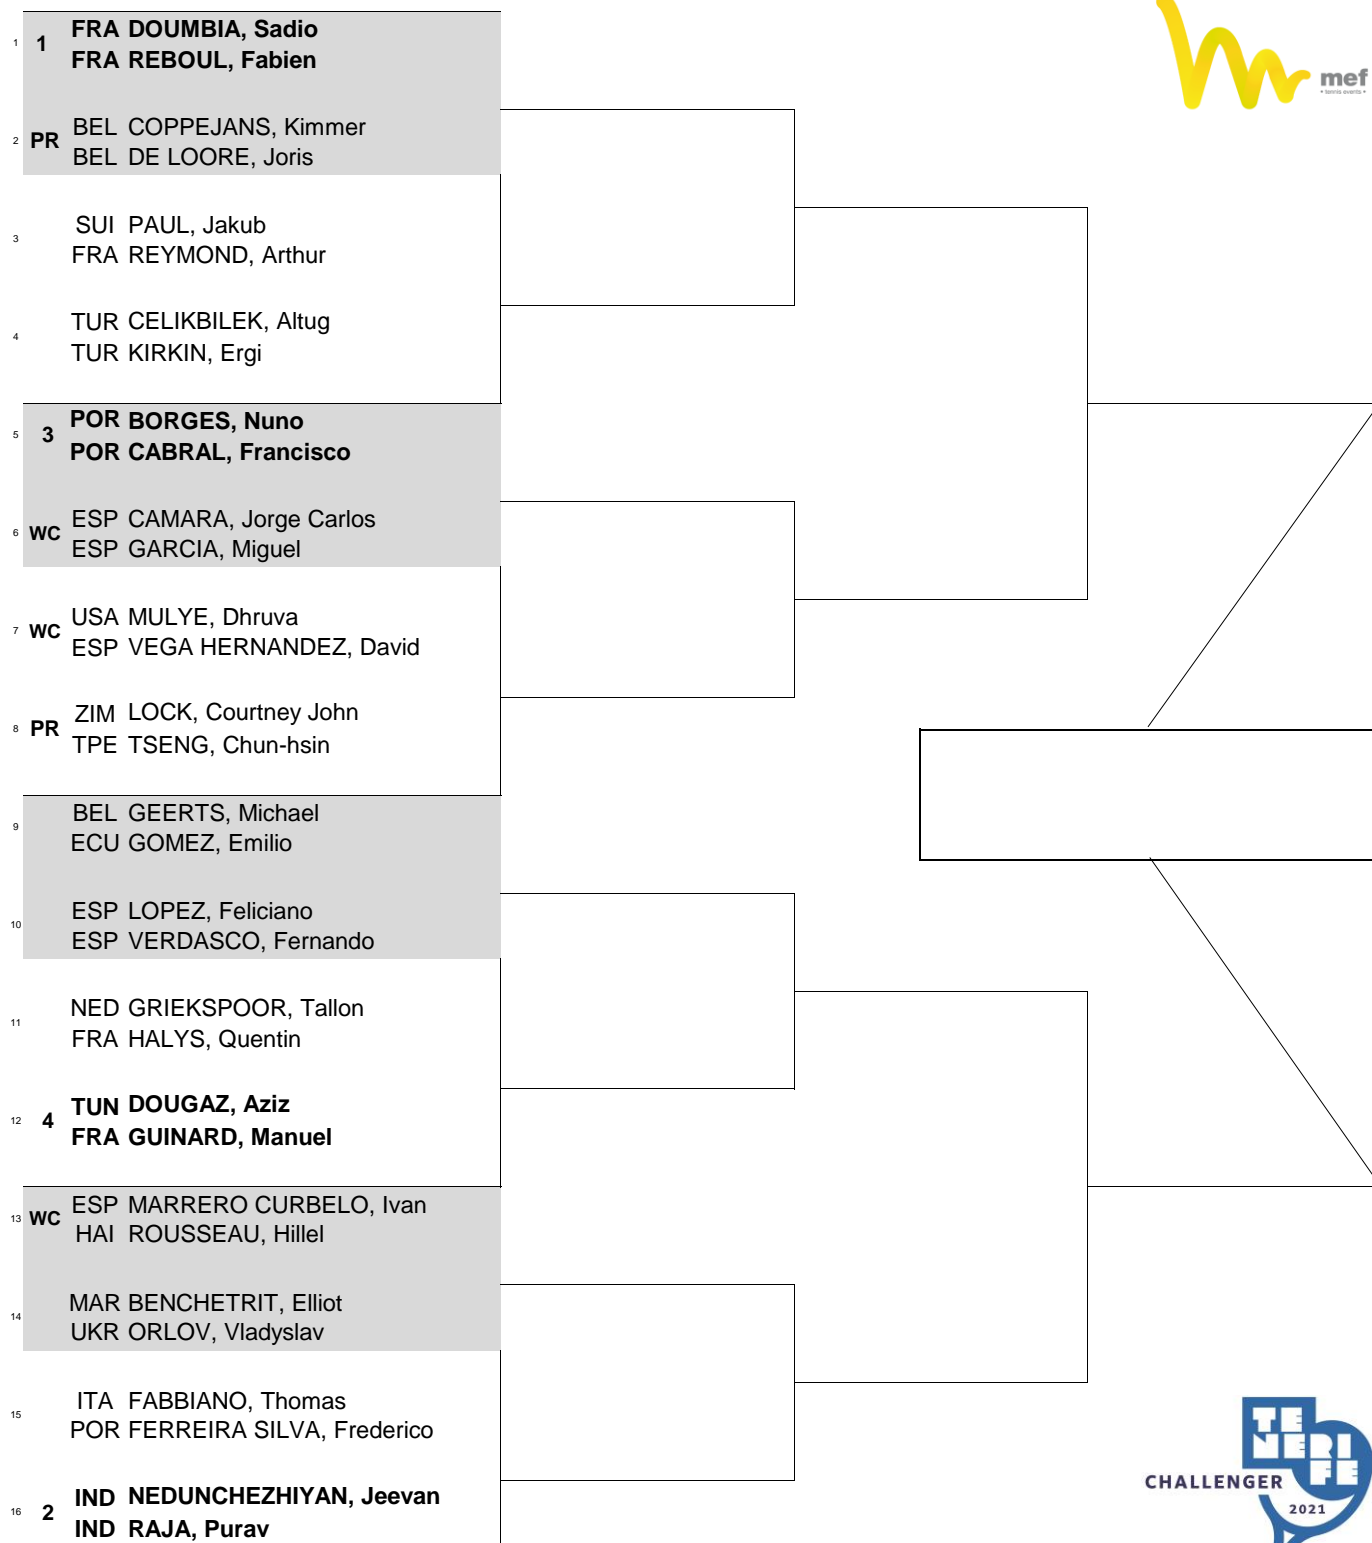 mef
• tennis events •
1 1 FRA DOUMBIA, Sadio
FRA REBOUL, Fabien
2 PR BEL COPPEJANS, Kimmer
BEL DE LOORE, Joris
3 SUI PAUL, Jakub
FRA REYMOND, Arthur
4 TUR CELIKBILEK, Altug
TUR KIRKIN, Ergi
5 3 POR BORGES, Nuno
POR CABRAL, Francisco
6 WC ESP CAMARA, Jorge Carlos
ESP GARCIA, Miguel
7 WC USA MULYE, Dhruva
ESP VEGA HERNANDEZ, David
8 PR ZIM LOCK, Courtney John
TPE TSENG, Chun-hsin
9 BEL GEERTS, Michael
ECU GOMEZ, Emilio
10 ESP LOPEZ, Feliciano
ESP VERDASCO, Fernando
11 NED GRIEKSPOOR, Tallon
FRA HALYS, Quentin
12 4 TUN DOUGAZ, Aziz
FRA GUINARD, Manuel
13 WC ESP MARRERO CURBELO, Ivan
HAI ROUSSEAU, Hillel
14 MAR BENCHETRIT, Elliot
UKR ORLOV, Vladyslav
15 ITA FABBIANO, Thomas
POR FERREIRA SILVA, Frederico
16 2 IND NEDUNCHEZHIYAN, Jeevan
IND RAJA, Purav
TE
NERI
FE
CHALLENGER
2021